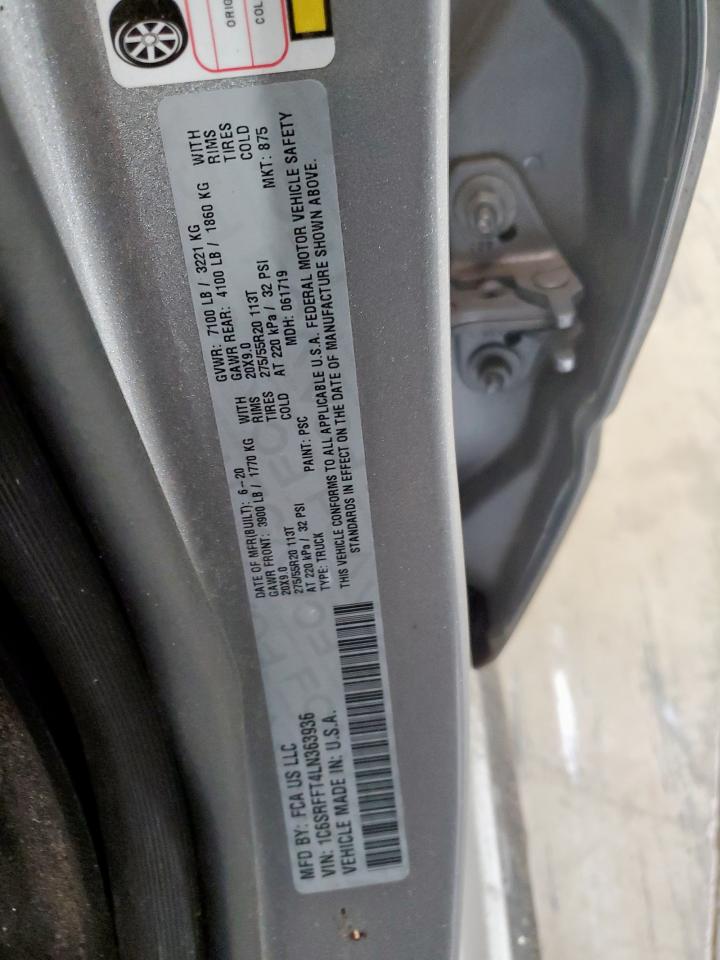 ORIG
COL
MFD BY: FCA US LLC
VIN: 1C6SRFFT4LN363936
VEHICLE MADE IN: U.S.A.
DATE OF MFR(BUILT): 6-20
GAWR FRONT: 3900 LB / 1770 KG WITH
20X9.0 RIMS
275/55R20 113T TIRES
AT 220 kPa / 32 PSI COLD
TYPE: TRUCK PAINT: PSC
GVWR: 7100 LB / 3221 KG
GAWR REAR: 4100 LB / 1860 KG WITH
20X9.0 RIMS
275/55R20 113T TIRES
AT 220 kPa / 32 PSI COLD
MDH: 061719 MKT: 875
THIS VEHICLE CONFORMS TO ALL APPLICABLE U.S.A. FEDERAL MOTOR VEHICLE SAFETY
STANDARDS IN EFFECT ON THE DATE OF MANUFACTURE SHOWN ABOVE.